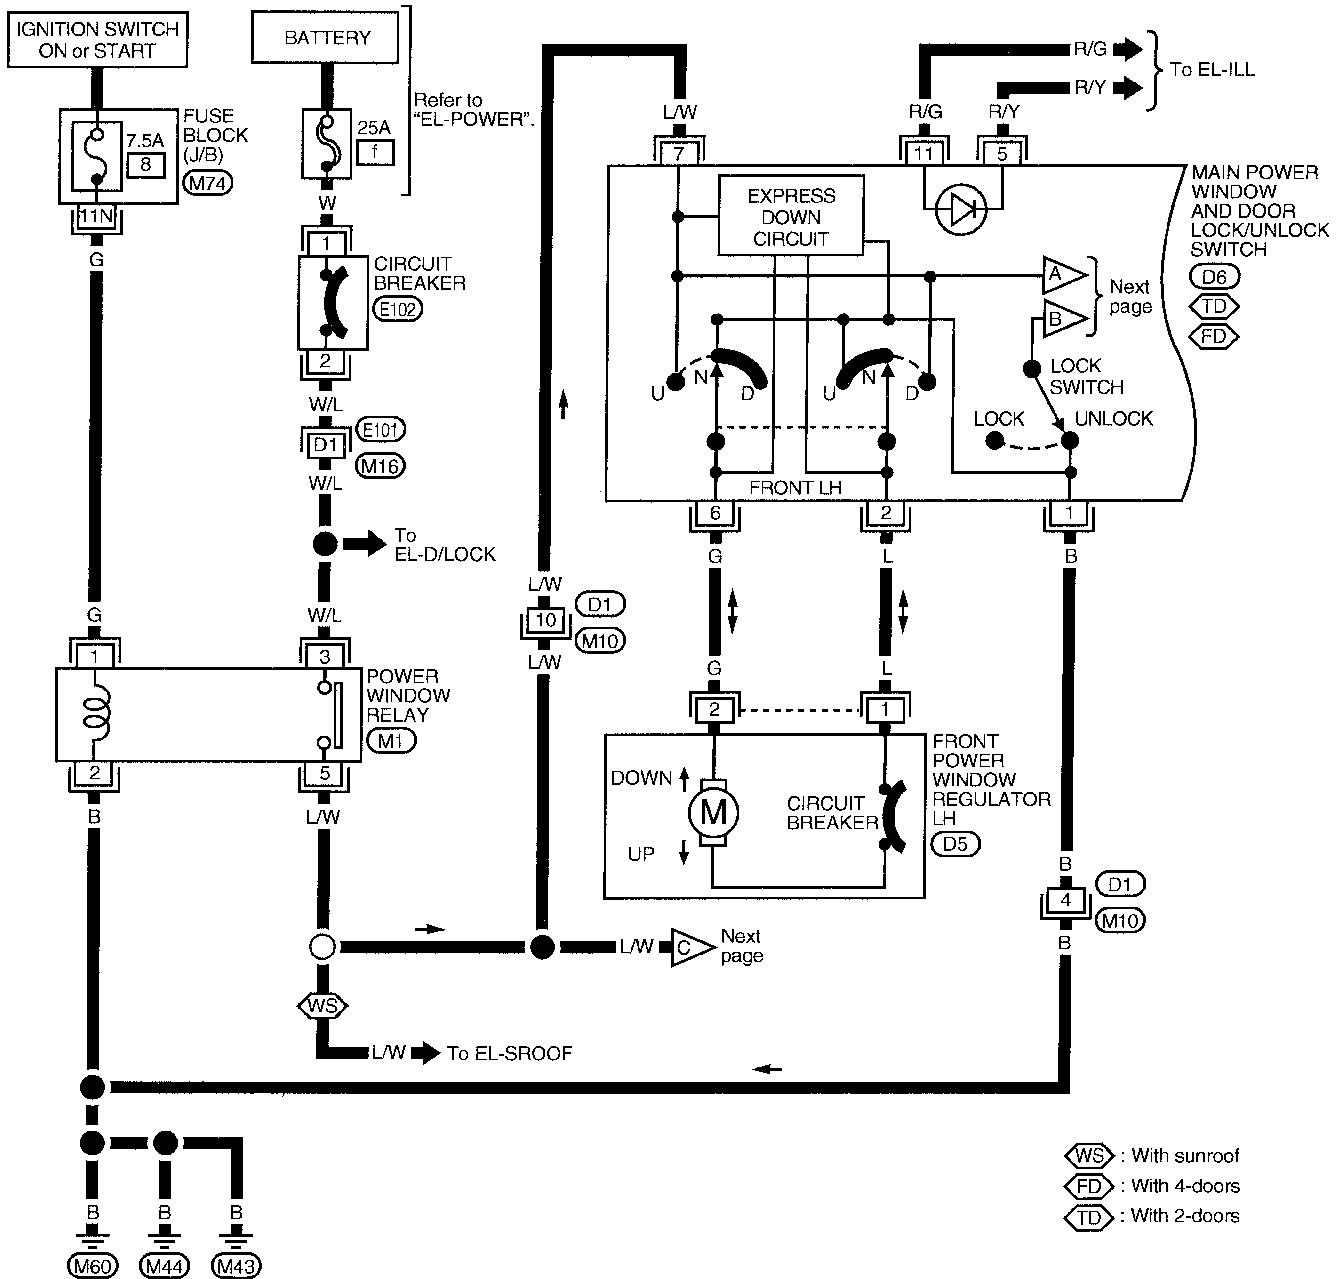 IGNITION SWITCH
ON or START
BATTERY
Refer to
"EL-POWER".
FUSE
BLOCK
(J/B)
M74
7.5A
8
11N
G
25A
f
W
1
CIRCUIT
BREAKER
E102
2
W/L
D1
E101
M16
W/L
To
EL-D/LOCK
G
W/L
1
3
POWER
WINDOW
RELAY
M1
2
5
B
L/W
WS
L/W
To EL-SROOF
L/W
C
Next
page
L/W
10
D1
M10
L/W
L/W
7
R/G
R/Y
To EL-ILL
R/G
R/Y
11
5
MAIN POWER
WINDOW
AND DOOR
LOCK/UNLOCK
SWITCH
D6
TD
FD
EXPRESS
DOWN
CIRCUIT
A
B
Next
page
U
N
D
U
N
D
LOCK
SWITCH
LOCK
UNLOCK
FRONT LH
6
2
1
G
L
B
G
L
2
1
FRONT
POWER
WINDOW
REGULATOR
LH
D5
DOWN
M
UP
CIRCUIT
BREAKER
B
4
D1
M10
B
B
B
B
M60
M44
M43
WS : With sunroof
FD : With 4-doors
TD : With 2-doors